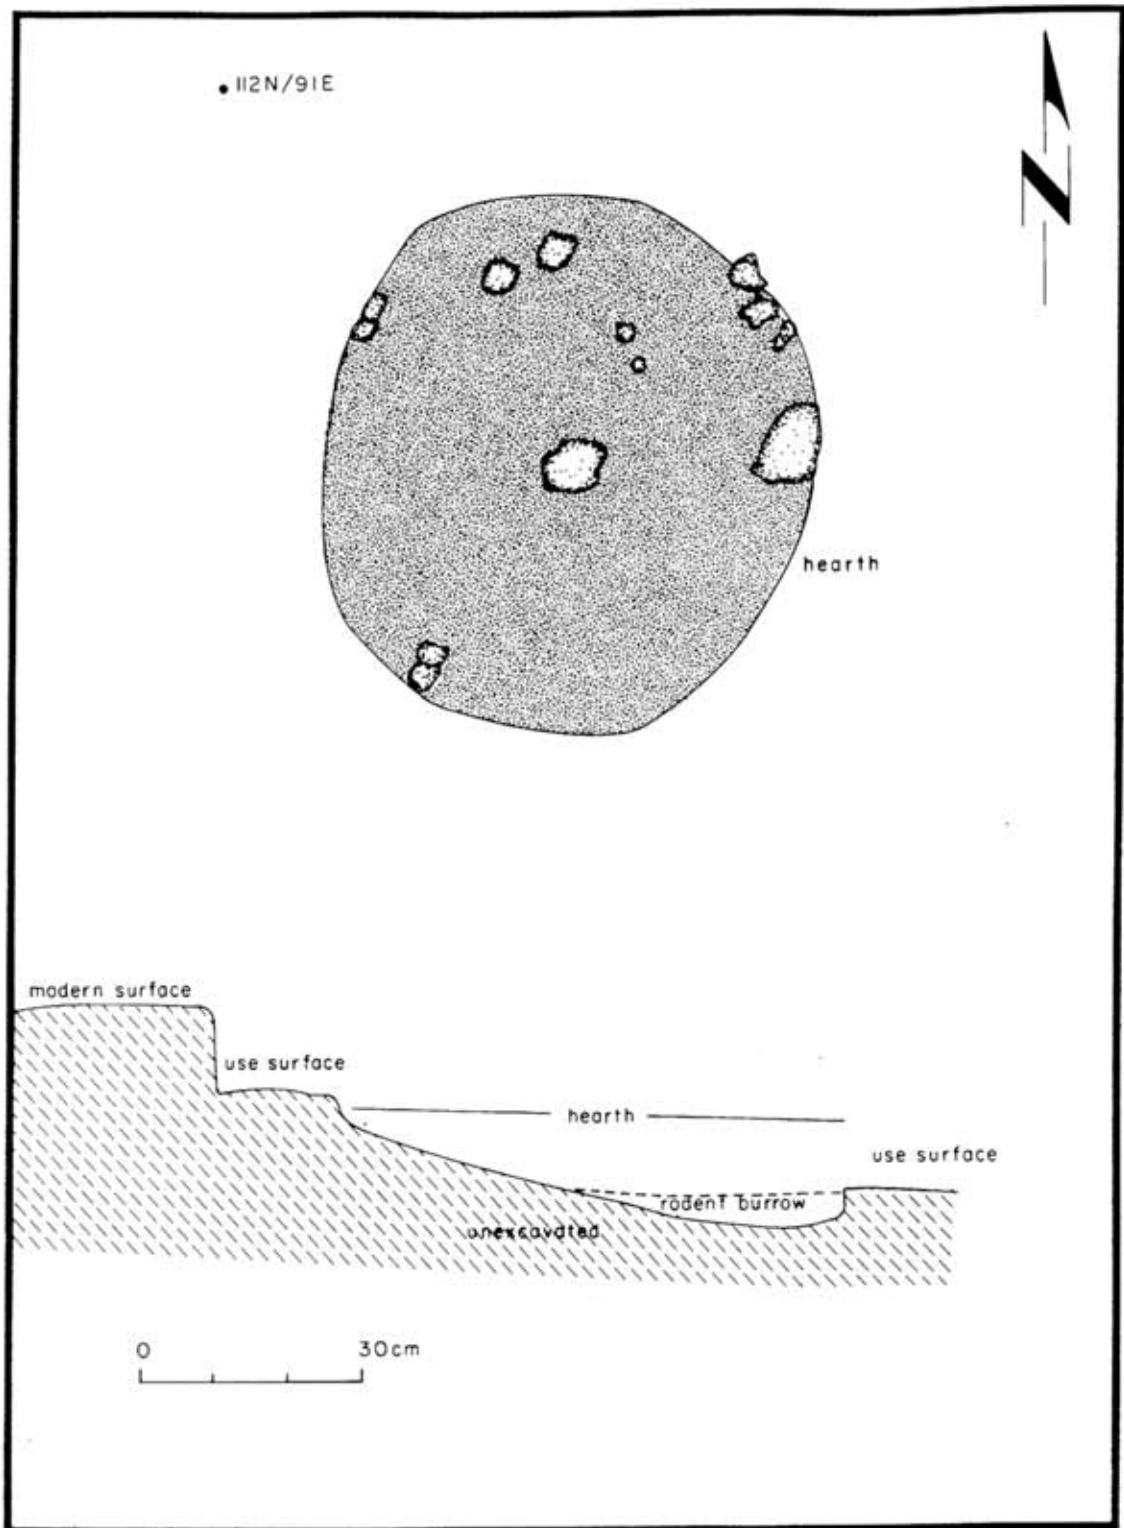 112N/91E
N
hearth
modern surface
use surface
hearth
use surface
rodent burrow
unexcavated
0 30cm